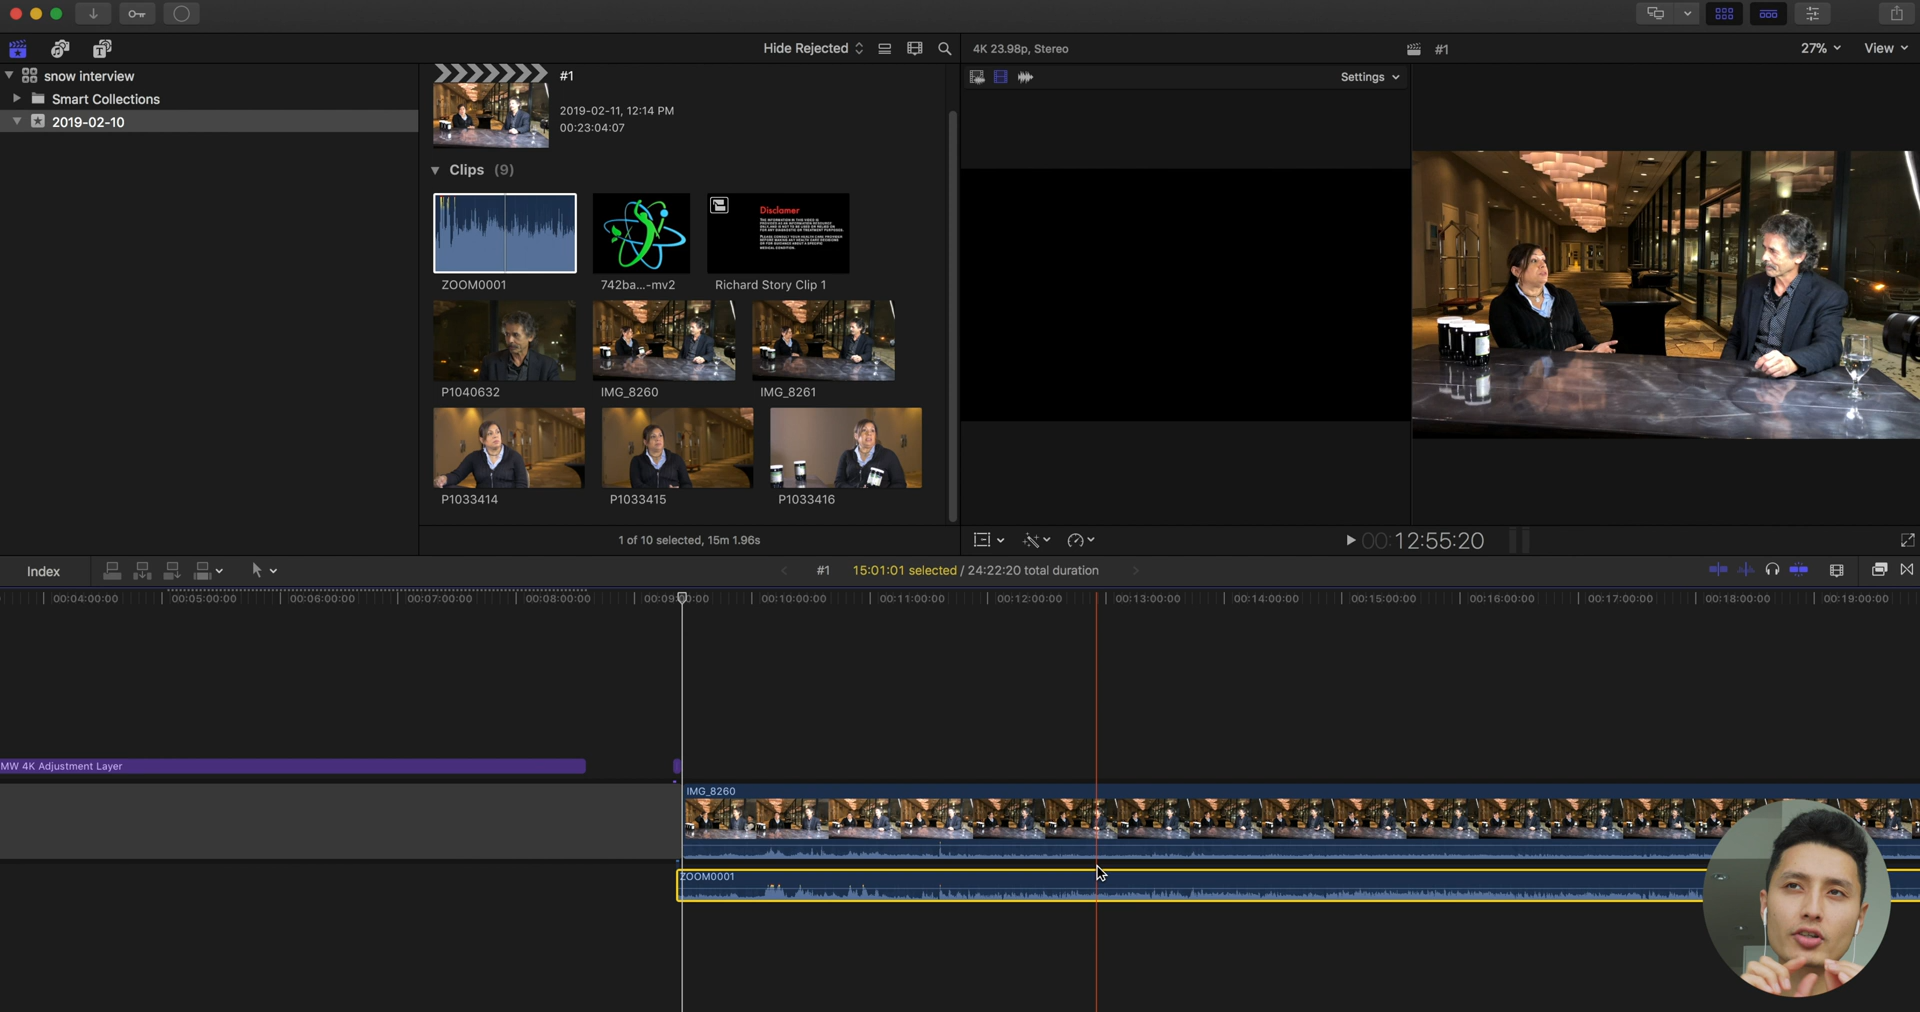 Hide Rejected
4K 23.98p, Stereo
#1
27%
View
snow interview
Smart Collections
2019-02-10
#1
2019-02-11, 12:14 PM
00:23:04:07
Settings
Clips (9)
Disclamer
ZOOM0001
742ba...-mv2
Richard Story Clip 1
P1040632
IMG_8260
IMG_8261
P1033414
P1033415
P1033416
1 of 10 selected, 15m 1.96s
00:12:55:20
Index
#1
15:01:01 selected / 24:22:20 total duration
00:04:00:00
00:05:00:00
00:06:00:00
00:07:00:00
00:08:00:00
00:10:00:00
00:11:00:00
00:12:00:00
00:13:00:00
00:14:00:00
00:15:00:00
00:16:00:00
00:17:00:00
00:18:00:00
00:19:00:00
MW 4K Adjustment Layer
IMG_8260
ZOOM0001